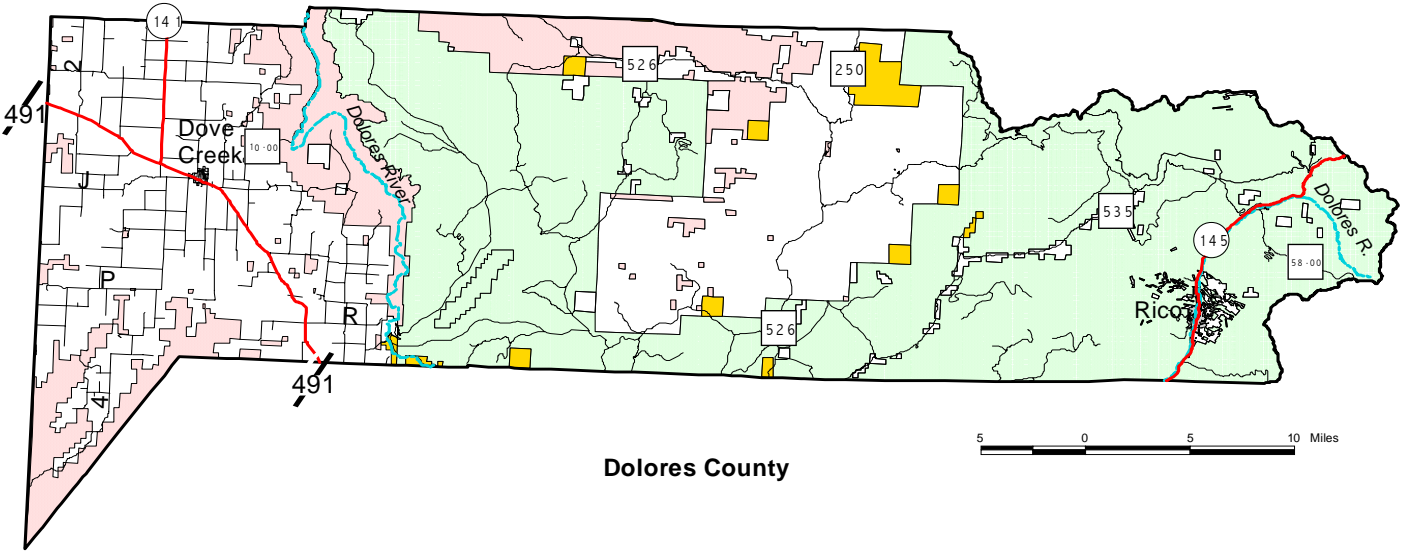 141
2
526
250
491
Dolores River
Dove
Creek
10-00
J
535
Dolores R.
145
58-00
P
R
Rico
526
491
4
5 0 5 10 Miles
Dolores County